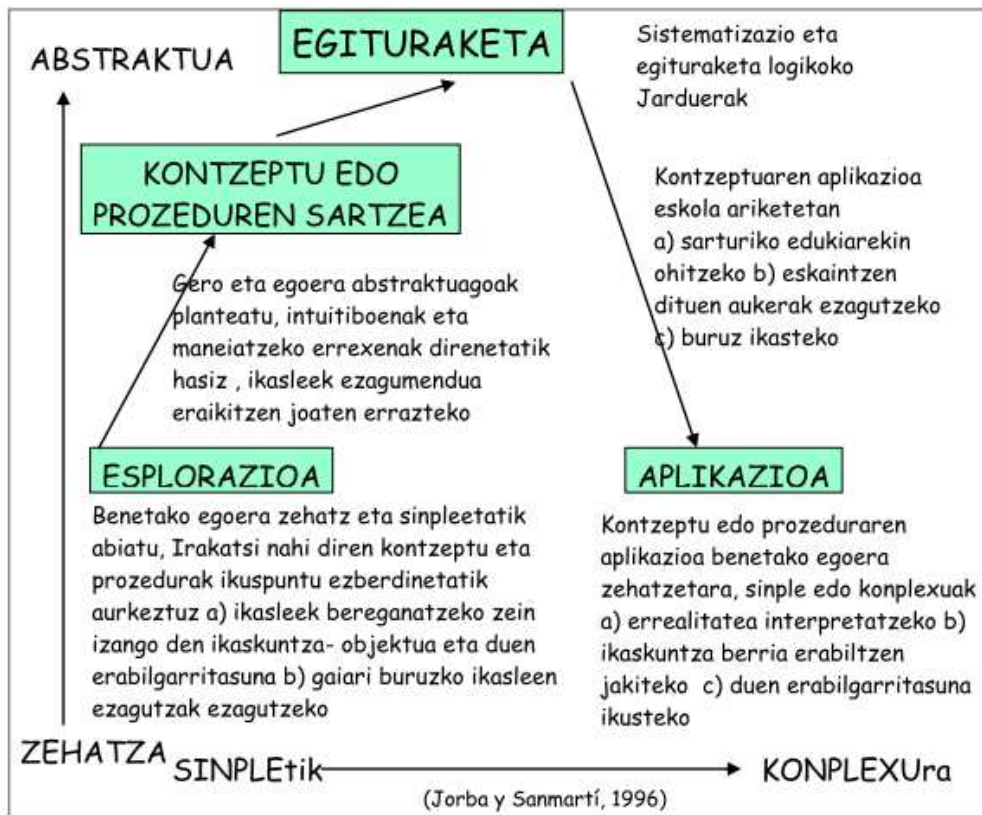 ABSTRAKTUA
EGITURAKETA
Sistematizazio eta
egituraketa logikoko
Jarduerak
KONTZEPTU EDO
PROZEDUREN SARTZEA
Kontzeptuaren aplikazioa
eskola ariketetan
a) sarturiko edukiarekin
ohitzeko b) eskaintzen
dituen aukerak ezagutzeko
c) buruz ikasteko
Gero eta egoera abstraktuagoak
planteatu, intuitiboenak eta
maneiatzeko errexenak direnetatik
hasiz , ikasleek ezagumendua
eraikitzen joaten errazteko
ESPLORAZIOA
Benetako egoera zehatz eta sinpleetatik
abiatu, Irakatsi nahi diren kontzeptu eta
prozedurak ikuspuntu ezberdinetatik
aurkeztuz a) ikasleek bereganatzeko zein
izango den ikaskuntza- objektua eta duen
erabilgarritasuna b) gaiari buruzko ikasleen
ezagutzak ezagutzeko
APLIKAZIOA
Kontzeptu edo prozeduraren
aplikazioa benetako egoera
zehatzetara, sinple edo konplexuak
a) errealitatea interpretatzeko b)
ikaskuntza berria erabiltzen
jakiteko c) duen erabilgarritasuna
ikusteko
ZEHATZA
SINPLEtik
KONPLEXUra
(Jorba y Sanmartí, 1996)